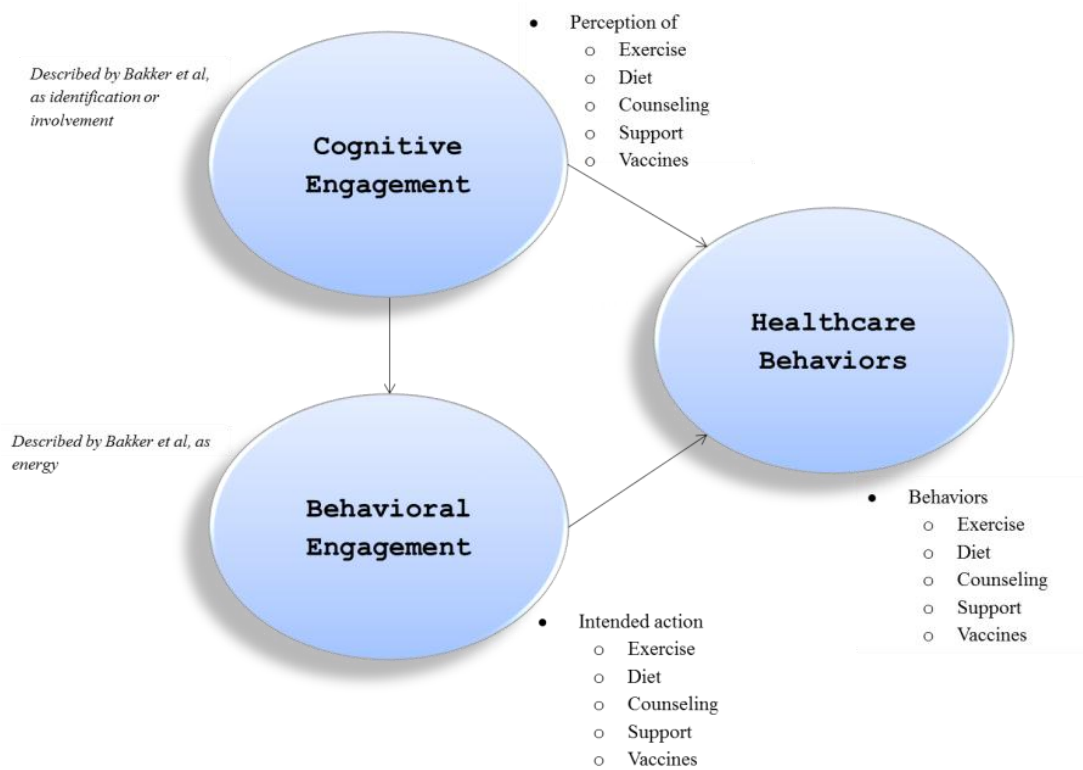 Described by Bakker et al,
as identification or
involvement
Cognitive
Engagement
● Perception of
o Exercise
o Diet
o Counseling
o Support
o Vaccines
Healthcare
Behaviors
Described by Bakker et al, as
energy
Behavioral
Engagement
● Behaviors
o Exercise
o Diet
o Counseling
o Support
o Vaccines
● Intended action
o Exercise
o Diet
o Counseling
o Support
o Vaccines